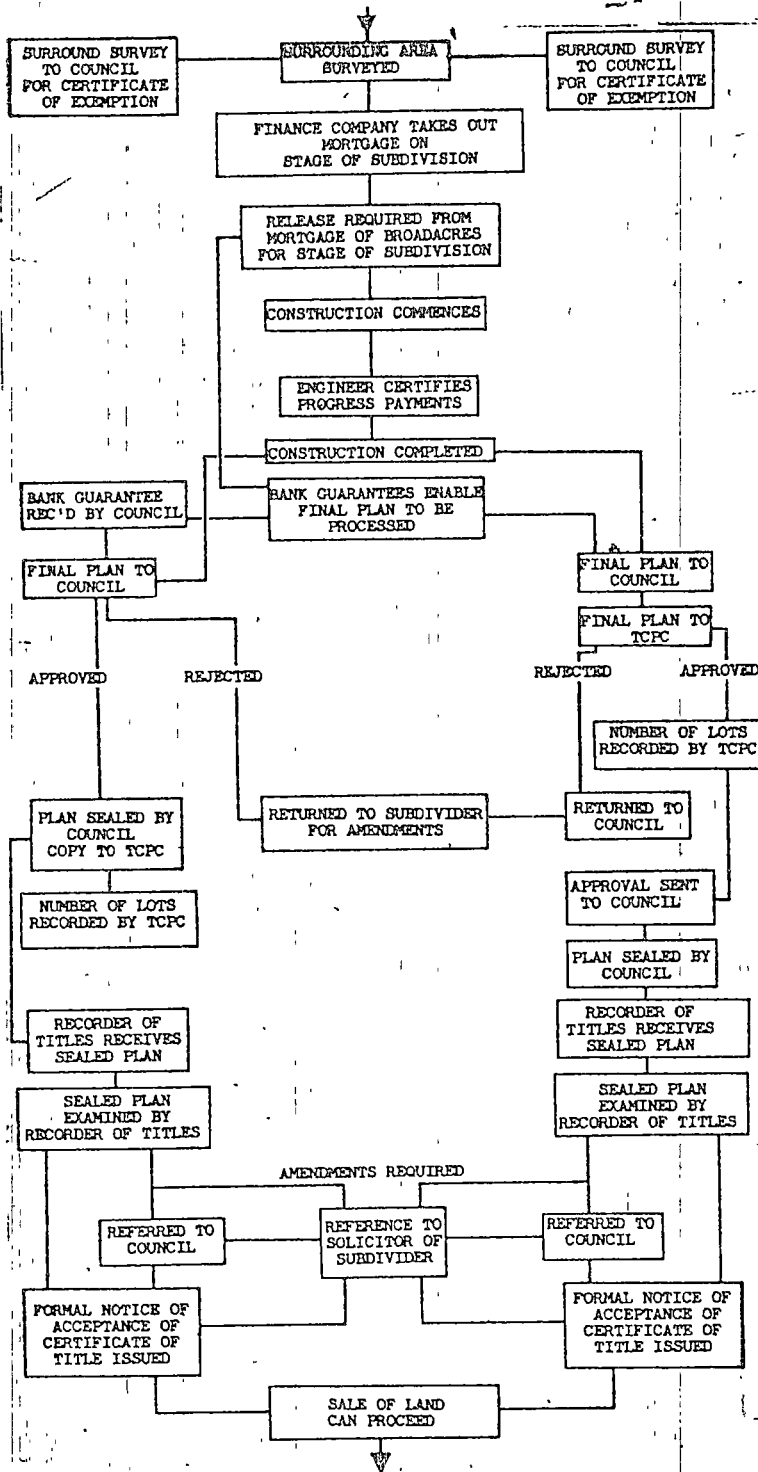 SURROUND SURVEY
TO COUNCIL
FOR CERTIFICATE
OF EXEMPTION
SURROUNDING AREA
SURVEYED
SURROUND SURVEY
TO COUNCIL
FOR CERTIFICATE
OF EXEMPTION
FINANCE COMPANY TAKES OUT
MORTGAGE ON
STAGE OF SUBDIVISION
RELEASE REQUIRED FROM
MORTGAGE OF BROADACRES
FOR STAGE OF SUBDIVISION
CONSTRUCTION COMMENCES
ENGINEER CERTIFIES
PROGRESS PAYMENTS
CONSTRUCTION COMPLETED
BANK GUARANTEE
REC'D BY COUNCIL
BANK GUARANTEES ENABLE
FINAL PLAN TO BE
PROCESSED
FINAL PLAN TO
COUNCIL
FINAL PLAN TO
COUNCIL
FINAL PLAN TO
TCPC
APPROVED
REJECTED
REJECTED
APPROVED
NUMBER OF LOTS
RECORDED BY TCPC
PLAN SEALED BY
COUNCIL
COPY TO TCPC
RETURNED TO SUBDIVIDER
FOR AMENDMENTS
RETURNED TO
COUNCIL
NUMBER OF LOTS
RECORDED BY TCPC
APPROVAL SENT
TO COUNCIL
PLAN SEALED BY
COUNCIL
RECORDER OF
TITLES RECEIVES
SEALED PLAN
RECORDER OF
TITLES RECEIVES
SEALED PLAN
SEALED PLAN
EXAMINED BY
RECORDER OF TITLES
SEALED PLAN
EXAMINED BY
RECORDER OF TITLES
AMENDMENTS REQUIRED
REFERRED TO
COUNCIL
REFERENCE TO
SOLICITOR OF
SUBDIVIDER
REFERRED TO
COUNCIL
FORMAL NOTICE OF
ACCEPTANCE OF
CERTIFICATE OF
TITLE ISSUED
FORMAL NOTICE OF
ACCEPTANCE OF
CERTIFICATE OF
TITLE ISSUED
SALE OF LAND
CAN PROCEED